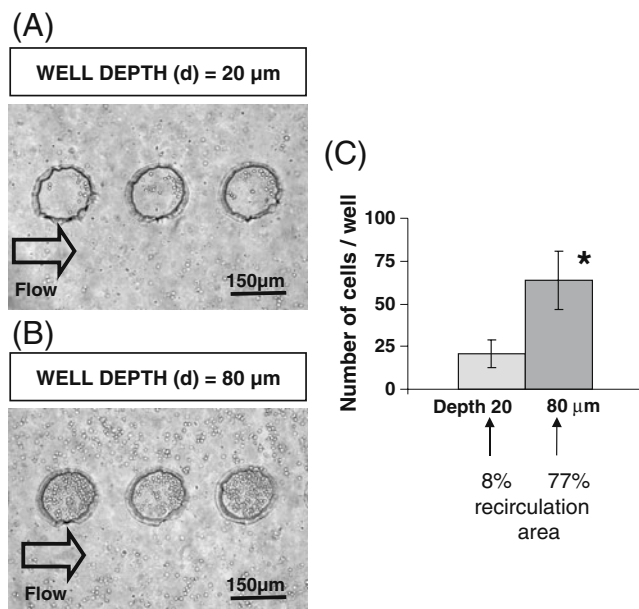 (A)
WELL DEPTH (d) = 20 µm
Flow
150µm
(B)
WELL DEPTH (d) = 80 µm
Flow
150µm
(C)
Number of cells / well
100
75
50
25
0
*
Depth 20 80 µm
8% 77%
recirculation
area